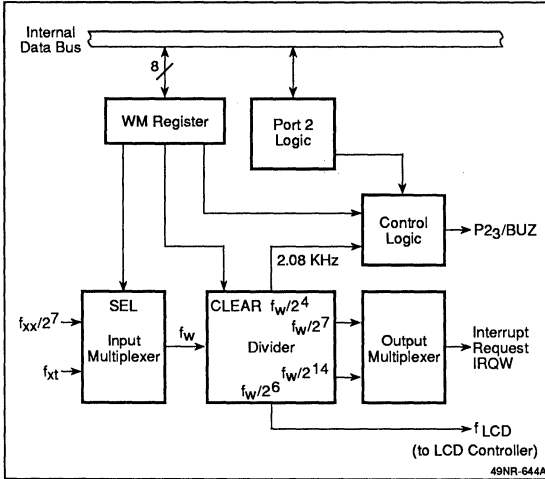 Internal
Data Bus
8
WM Register
Port 2
Logic
Control
Logic
P2₃/BUZ
2.08 KHz
SEL
Input
Multiplexer
fxx/2⁷
fxt
fw
CLEAR fw/2⁴
fw/2⁷
Divider
fw/2¹⁴
fw/2⁶
Output
Multiplexer
Interrupt
Request
IRQW
f LCD
(to LCD Controller)
49NR-644A